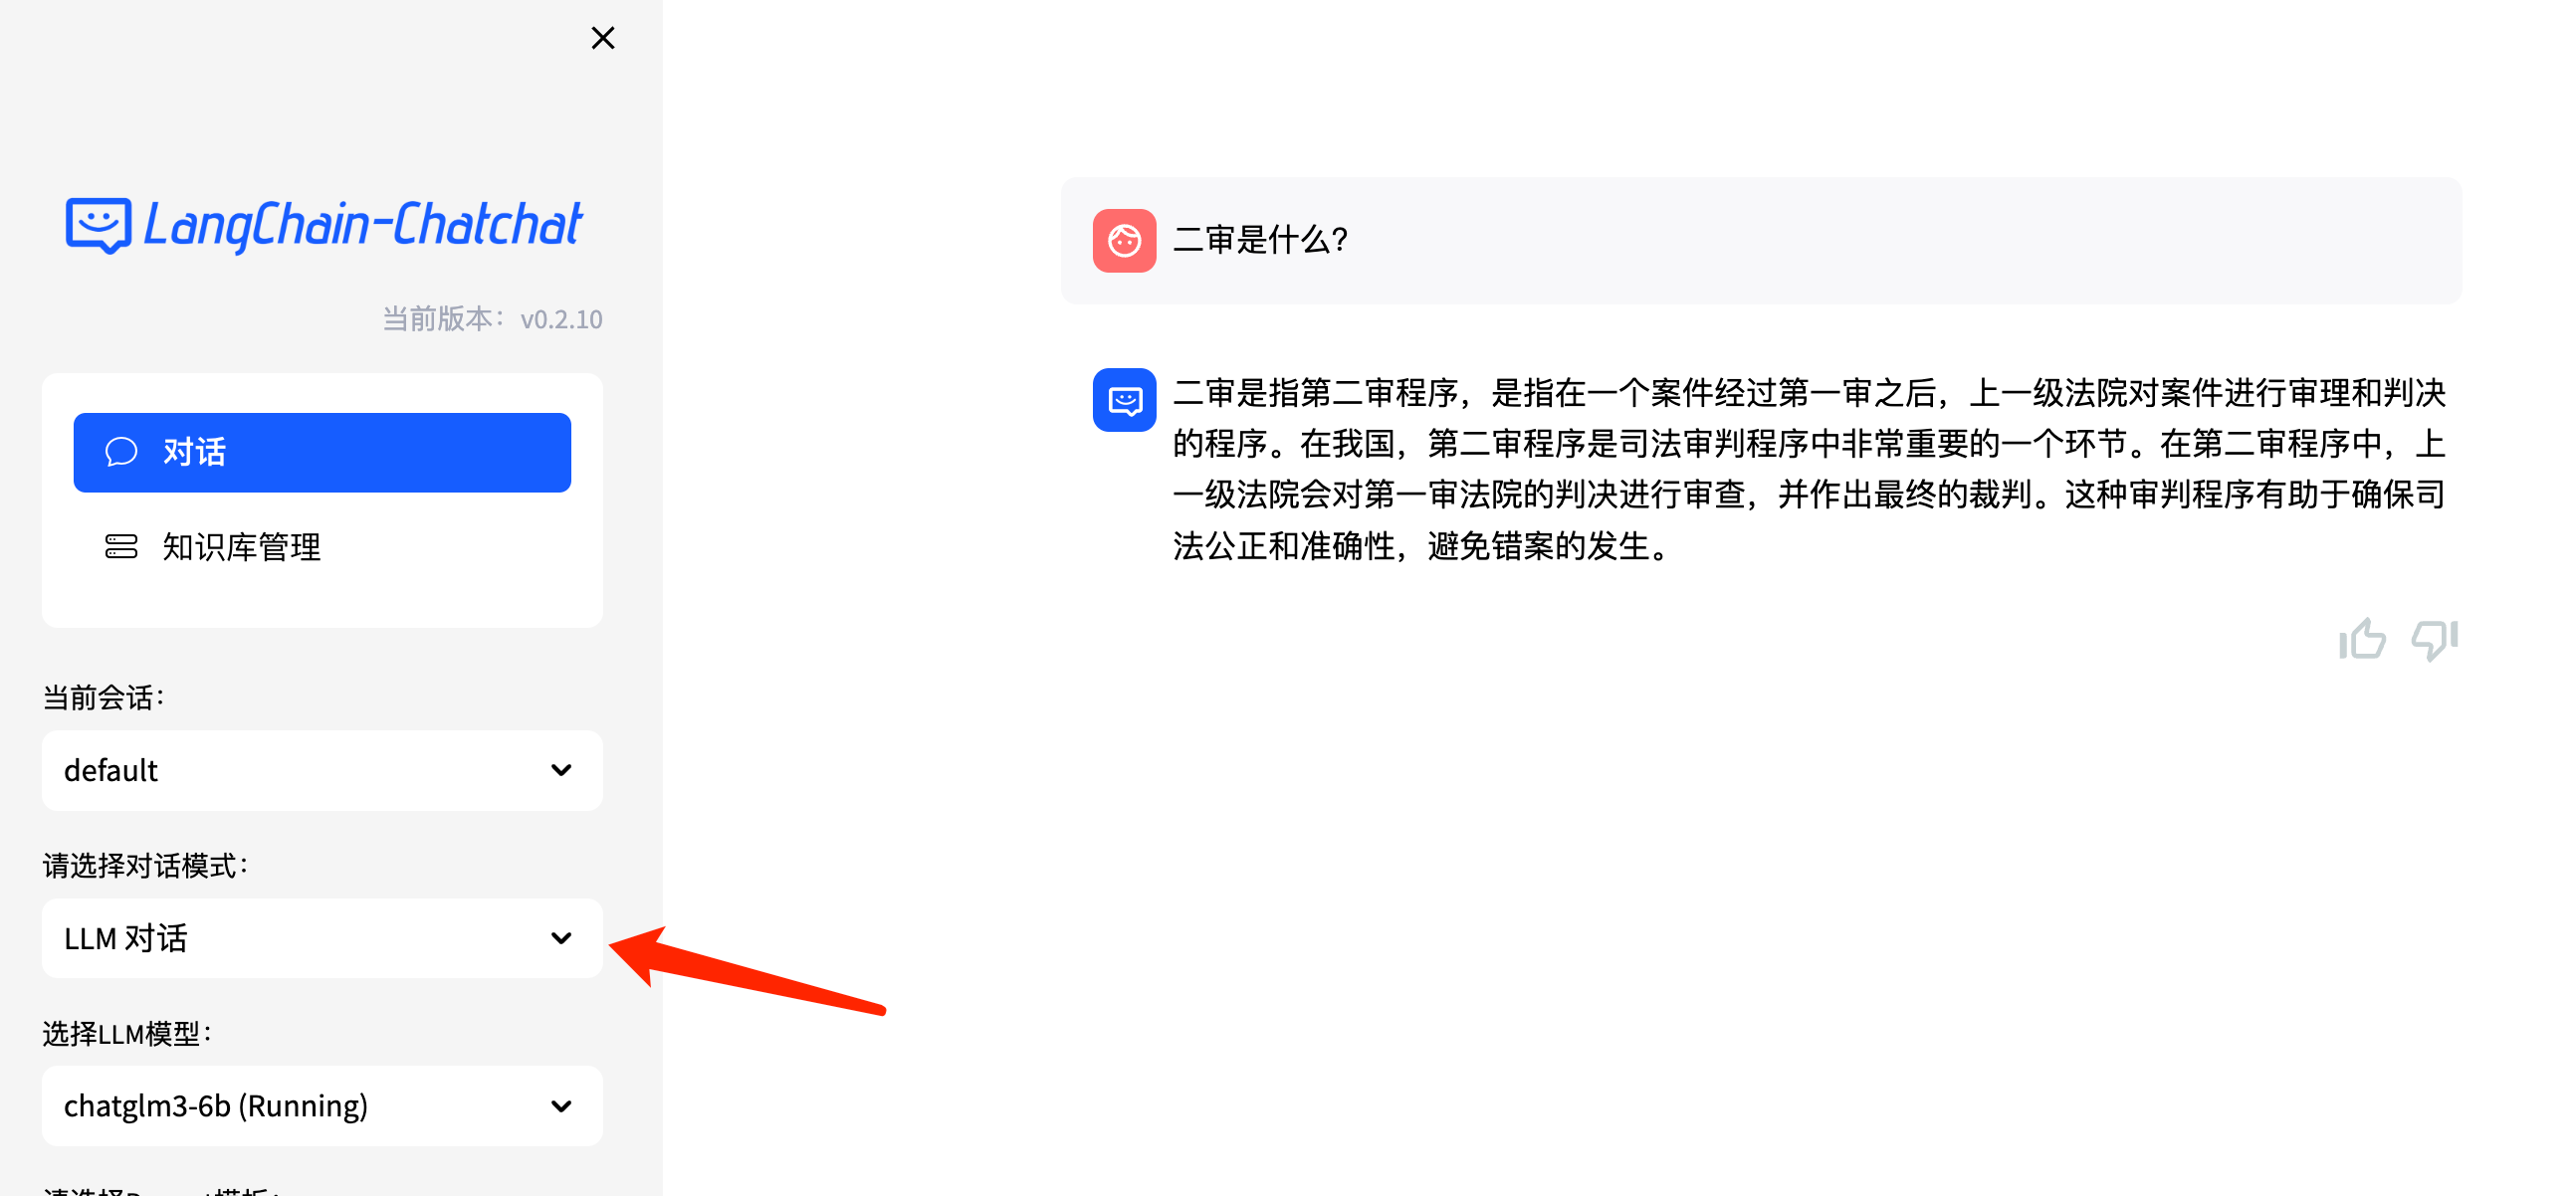 LangChain-Chatchat
当前版本：v0.2.10
对话
知识库管理
当前会话：
default
请选择对话模式：
LLM 对话
选择LLM模型：
chatglm3-6b (Running)
二审是什么?
二审是指第二审程序，是指在一个案件经过第一审之后，上一级法院对案件进行审理和判决
的程序。在我国，第二审程序是司法审判程序中非常重要的一个环节。在第二审程序中，上
一级法院会对第一审法院的判决进行审查，并作出最终的裁判。这种审判程序有助于确保司
法公正和准确性，避免错案的发生。